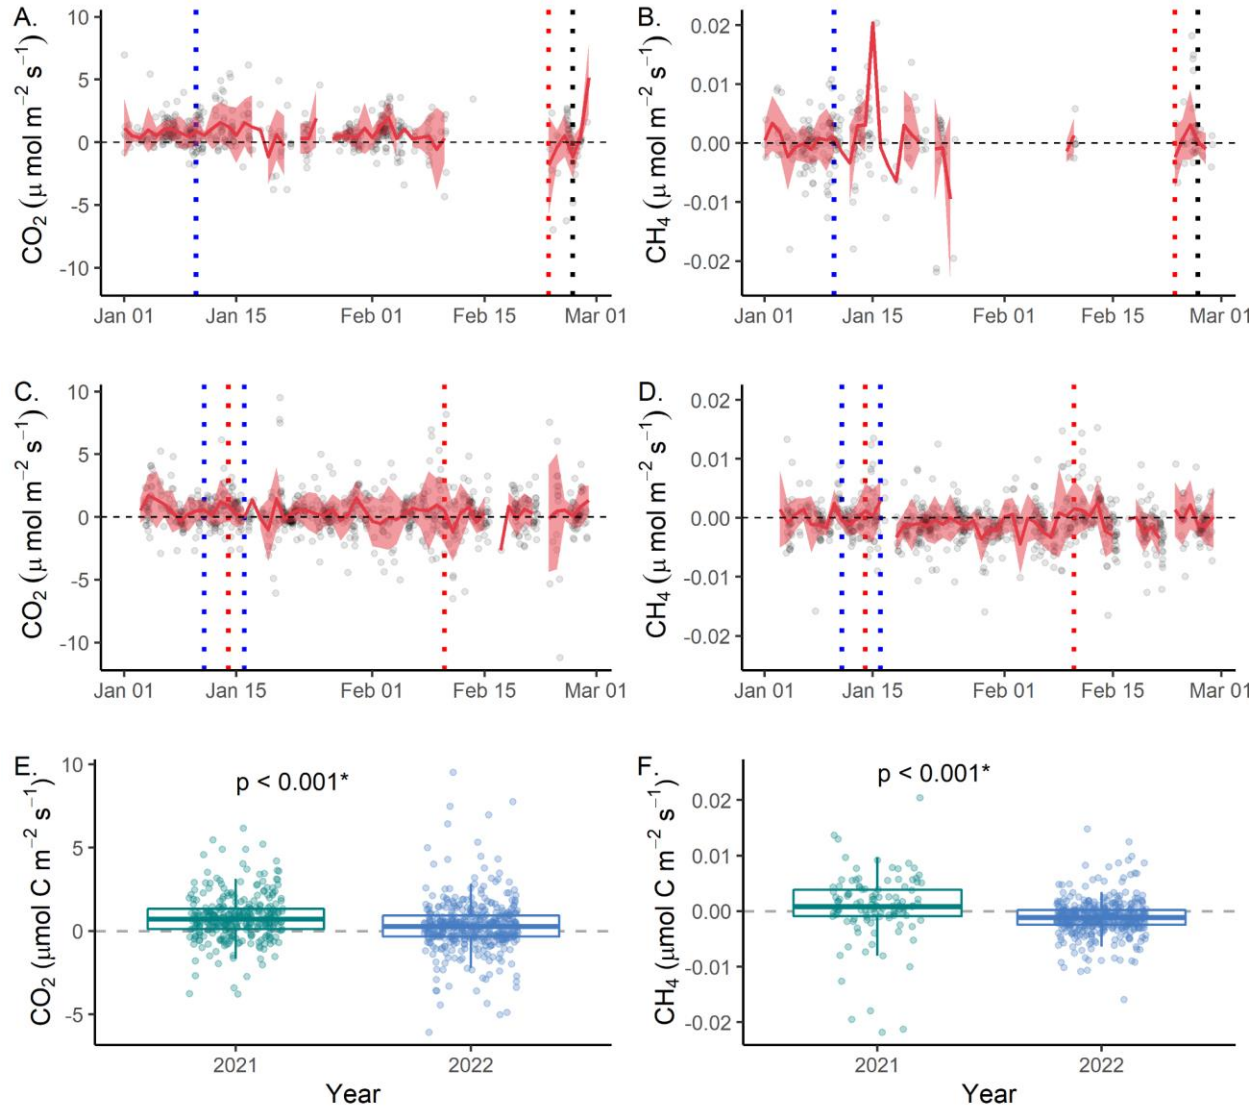 A.
10
5
0
-5
-10
CO₂ (μ mol m⁻² s⁻¹)
Jan 01 Jan 15 Feb 01 Feb 15 Mar 01
B.
0.02
0.01
0.00
-0.01
-0.02
CH₄ (μ mol m⁻² s⁻¹)
Jan 01 Jan 15 Feb 01 Feb 15 Mar 01
C.
10
5
0
-5
-10
CO₂ (μ mol m⁻² s⁻¹)
Jan 01 Jan 15 Feb 01 Feb 15 Mar 01
D.
0.02
0.01
0.00
-0.01
-0.02
CH₄ (μ mol m⁻² s⁻¹)
Jan 01 Jan 15 Feb 01 Feb 15 Mar 01
E.
p < 0.001*
10
5
0
-5
CO₂ (μmol C m⁻² s⁻¹)
2021 2022
Year
F.
p < 0.001*
0.02
0.01
0.00
-0.01
-0.02
CH₄ (μmol C m⁻² s⁻¹)
2021 2022
Year